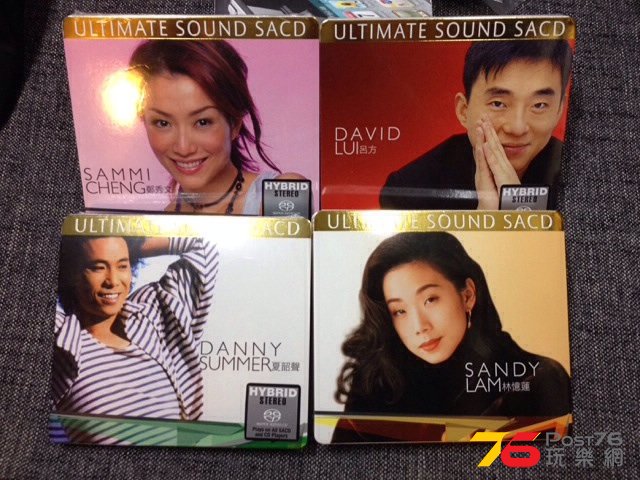 ULTIMATE SOUND SACD
SAMMI
CHENG鄭秀文
HYBRID
STEREO
ULTIMATE SOUND SACD
DAVID
LUI呂方
HYBRID
STEREO
ULTIMATE SOUND SACD
DANNY
SUMMER夏韶聲
HYBRID
STEREO
Plays on All SACD
and CD Players
ULTIMATE SOUND SACD
SANDY
LAM林憶蓮
76 Post76
玩樂網